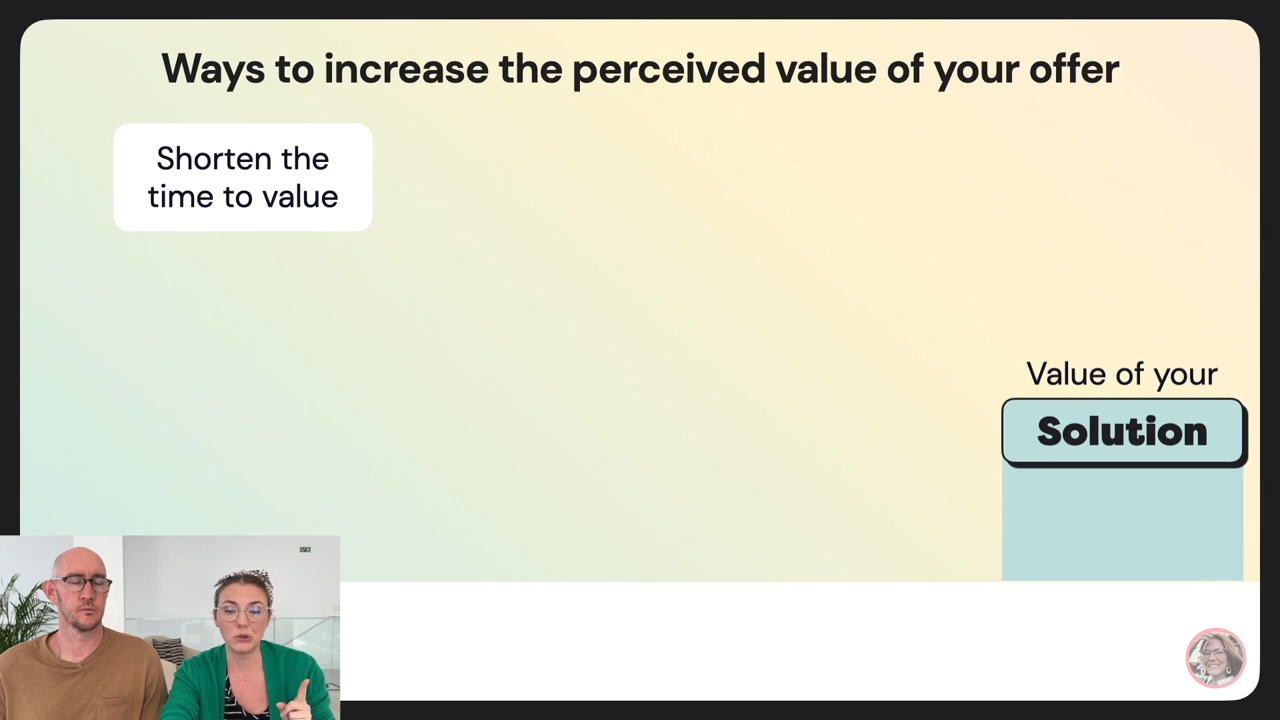 Ways to increase the perceived value of your offer
Shorten the
time to value
Value of your
Solution